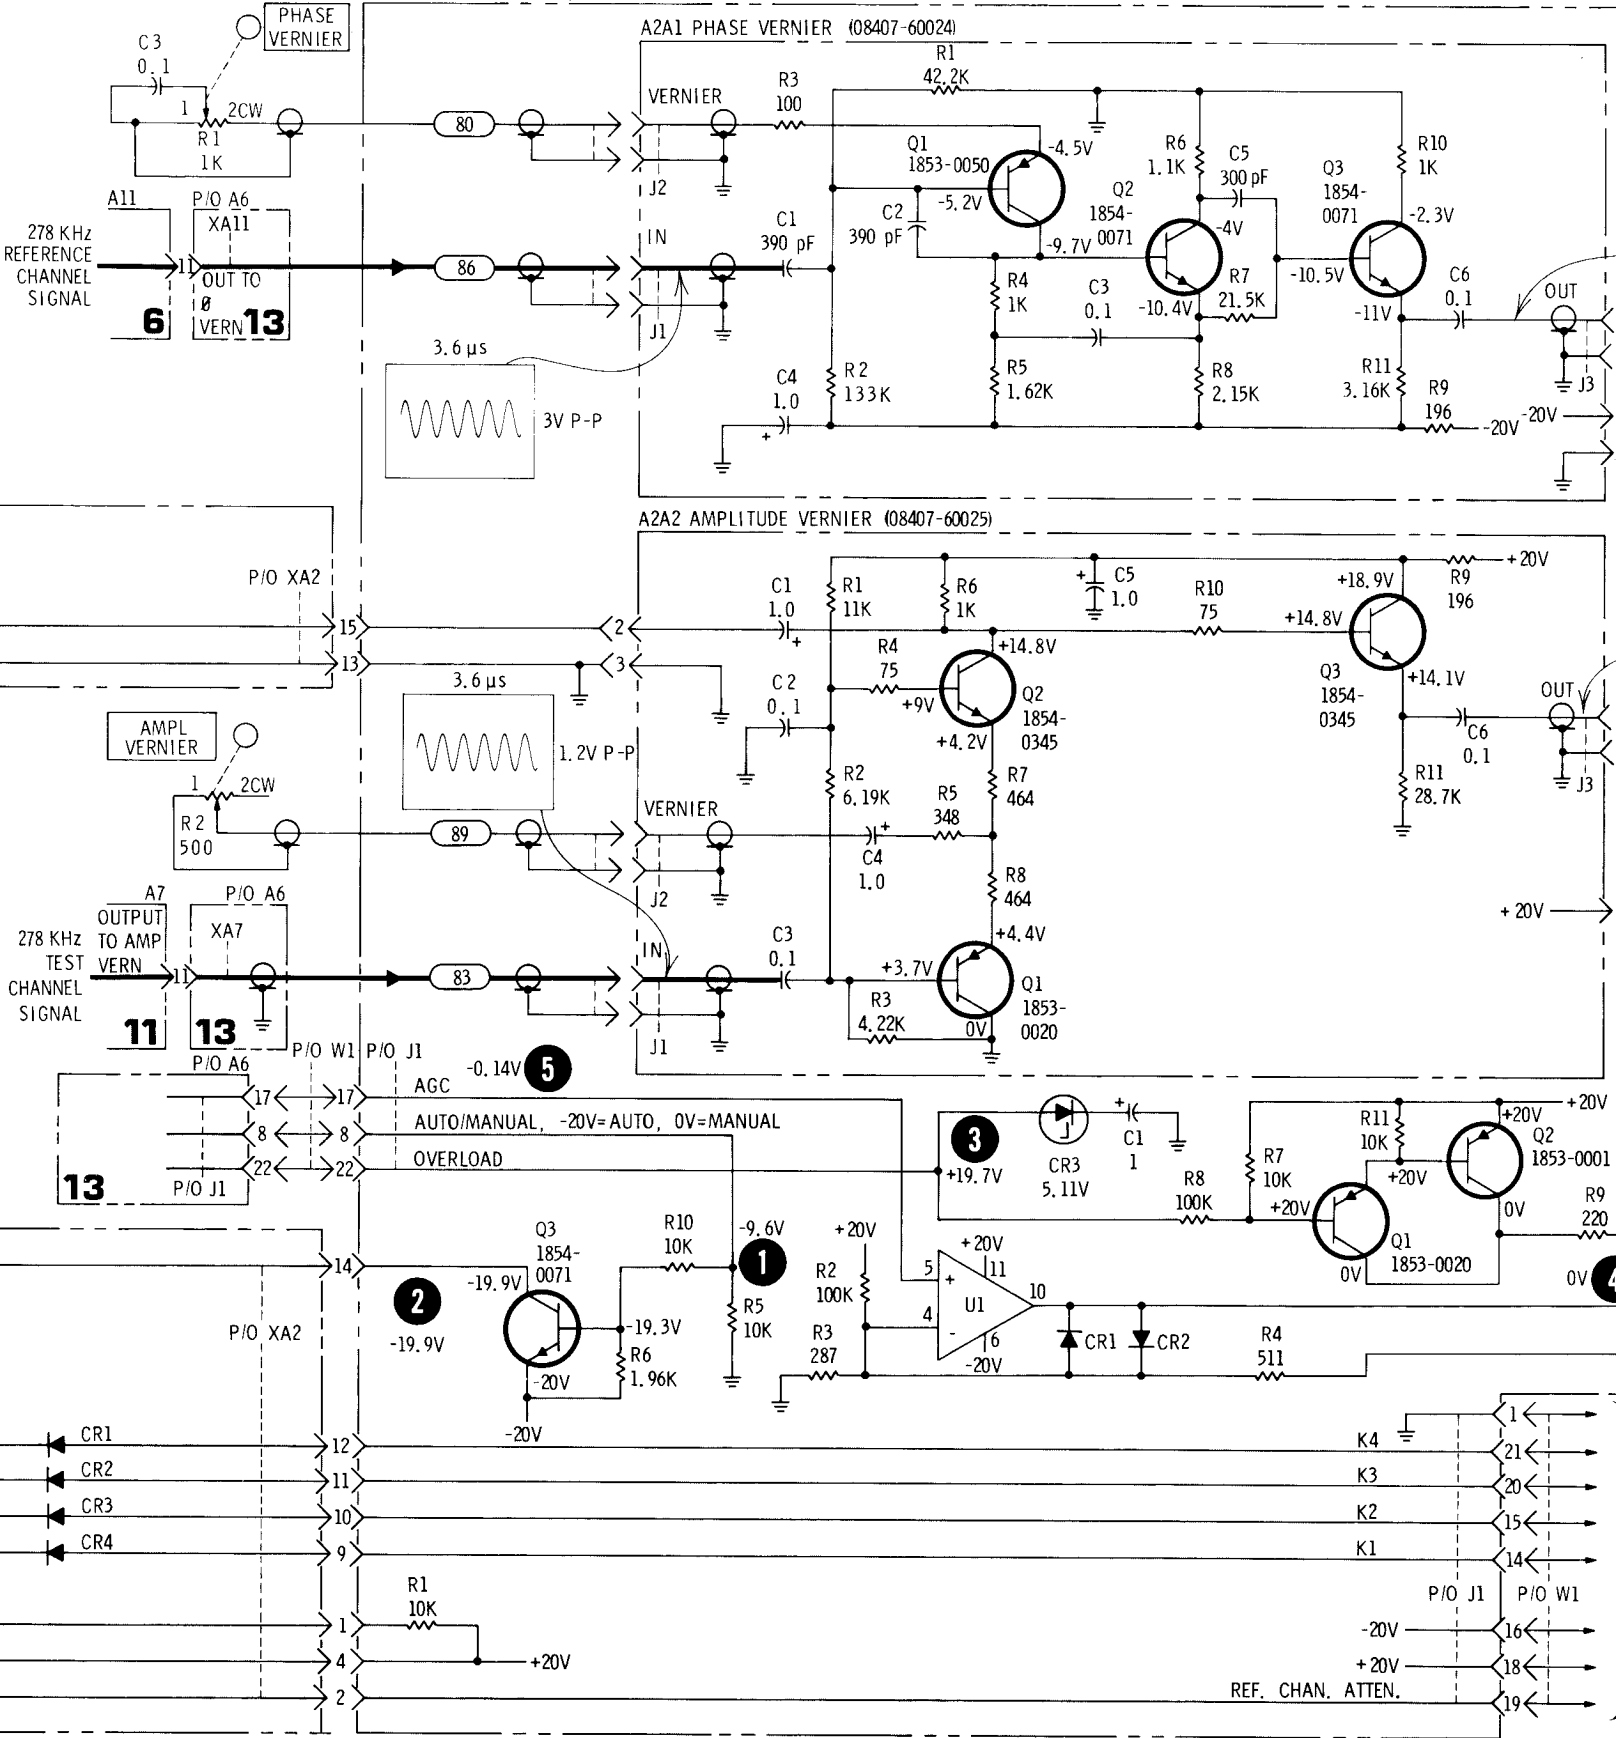 PHASE
VERNIER
C3
0.1
1
2CW
R1
1K
80
A2A1 PHASE VERNIER (08407-60024)
VERNIER
J2
R3
100
R1
42.2K
Q1
1853-0050
-4.5V
-5.2V
-9.7V
C2
390 pF
R6
1.1K
C5
300 pF
Q2
1854-
0071
-4V
-10.4V
R7
21.5K
Q3
1854-
0071
R10
1K
-2.3V
-10.5V
-11V
C6
0.1
OUT
J3
A11
P/O A6
XA11
278 KHz
REFERENCE
CHANNEL
SIGNAL
11
OUT TO
Ø
VERN
6
13
86
IN
J1
C1
390 pF
R4
1K
C3
0.1
3.6 µs
3V P-P
C4
1.0
+
R2
133K
R5
1.62K
R8
2.15K
R11
3.16K
R9
196
-20V
-20V
A2A2 AMPLITUDE VERNIER (08407-60025)
P/O XA2
15
13
2
3
C1
1.0
+
R1
11K
R6
1K
+
C5
1.0
R10
75
+18.9V
R9
196
+20V
+14.8V
+14.8V
R4
75
+9V
+4.2V
Q2
1854-
0345
Q3
1854-
0345
+14.1V
OUT
C6
0.1
J3
R11
28.7K
C2
0.1
3.6 µs
1.2V P-P
AMPL
VERNIER
1
2CW
R2
500
89
VERNIER
J2
R2
6.19K
R7
464
R5
348
+
C4
1.0
R8
464
+20V
A7
OUTPUT
TO AMP
VERN
P/O A6
XA7
278 KHz
TEST
CHANNEL
SIGNAL
11
11
13
83
IN
J1
C3
0.1
+3.7V
+4.4V
R3
4.22K
0V
Q1
1853-
0020
P/O A6
P/O W1
P/O J1
-0.14V
5
17
17
AGC
8
8
AUTO/MANUAL, -20V=AUTO, 0V=MANUAL
22
22
OVERLOAD
13
P/O J1
3
+19.7V
CR3
5.11V
+
C1
1
R8
100K
R7
10K
R11
10K
+20V
+20V
Q2
1853-0001
+20V
+20V
Q1
1853-0020
0V
0V
R9
220
0V
4
14
P/O XA2
2
-19.9V
Q3
1854-
0071
-19.9V
R10
10K
-9.6V
1
-19.3V
R6
1.96K
R5
10K
-20V
-20V
+20V
R2
100K
R3
287
5
+
4
-
+20V
11
U1
10
6
-20V
CR1
CR2
R4
511
CR1
12
CR2
11
CR3
10
CR4
9
K4
K3
K2
K1
1
21
20
15
14
P/O J1
P/O W1
1
R1
10K
4
+20V
2
-20V
16
+20V
18
REF. CHAN. ATTEN.
19